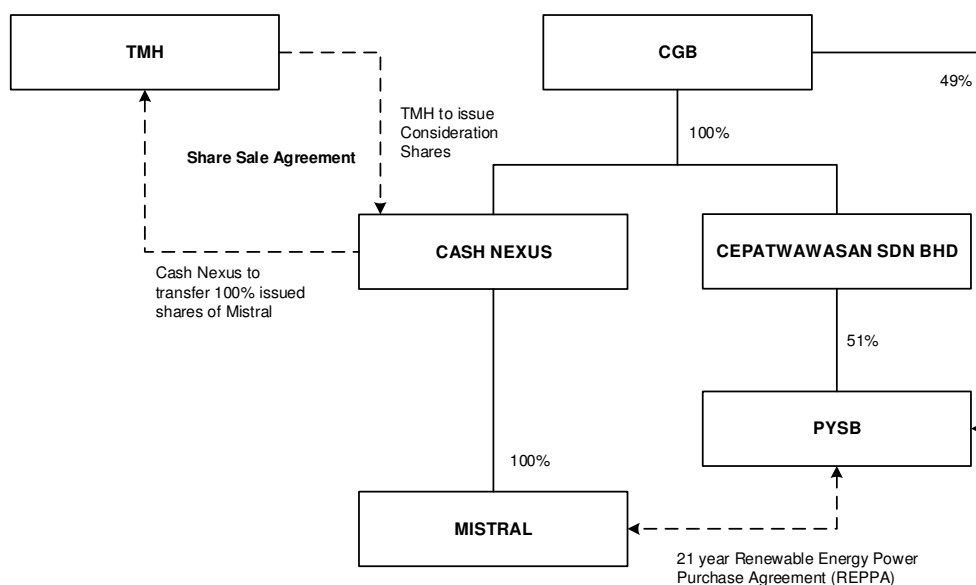 TMH
CGB
49%
TMH to issue
Consideration
Shares
100%
Share Sale Agreement
CASH NEXUS
CEPATWAWASAN SDN BHD
Cash Nexus to
transfer 100% issued
shares of Mistral
51%
PYSB
100%
MISTRAL
21 year Renewable Energy Power
Purchase Agreement (REPPA)